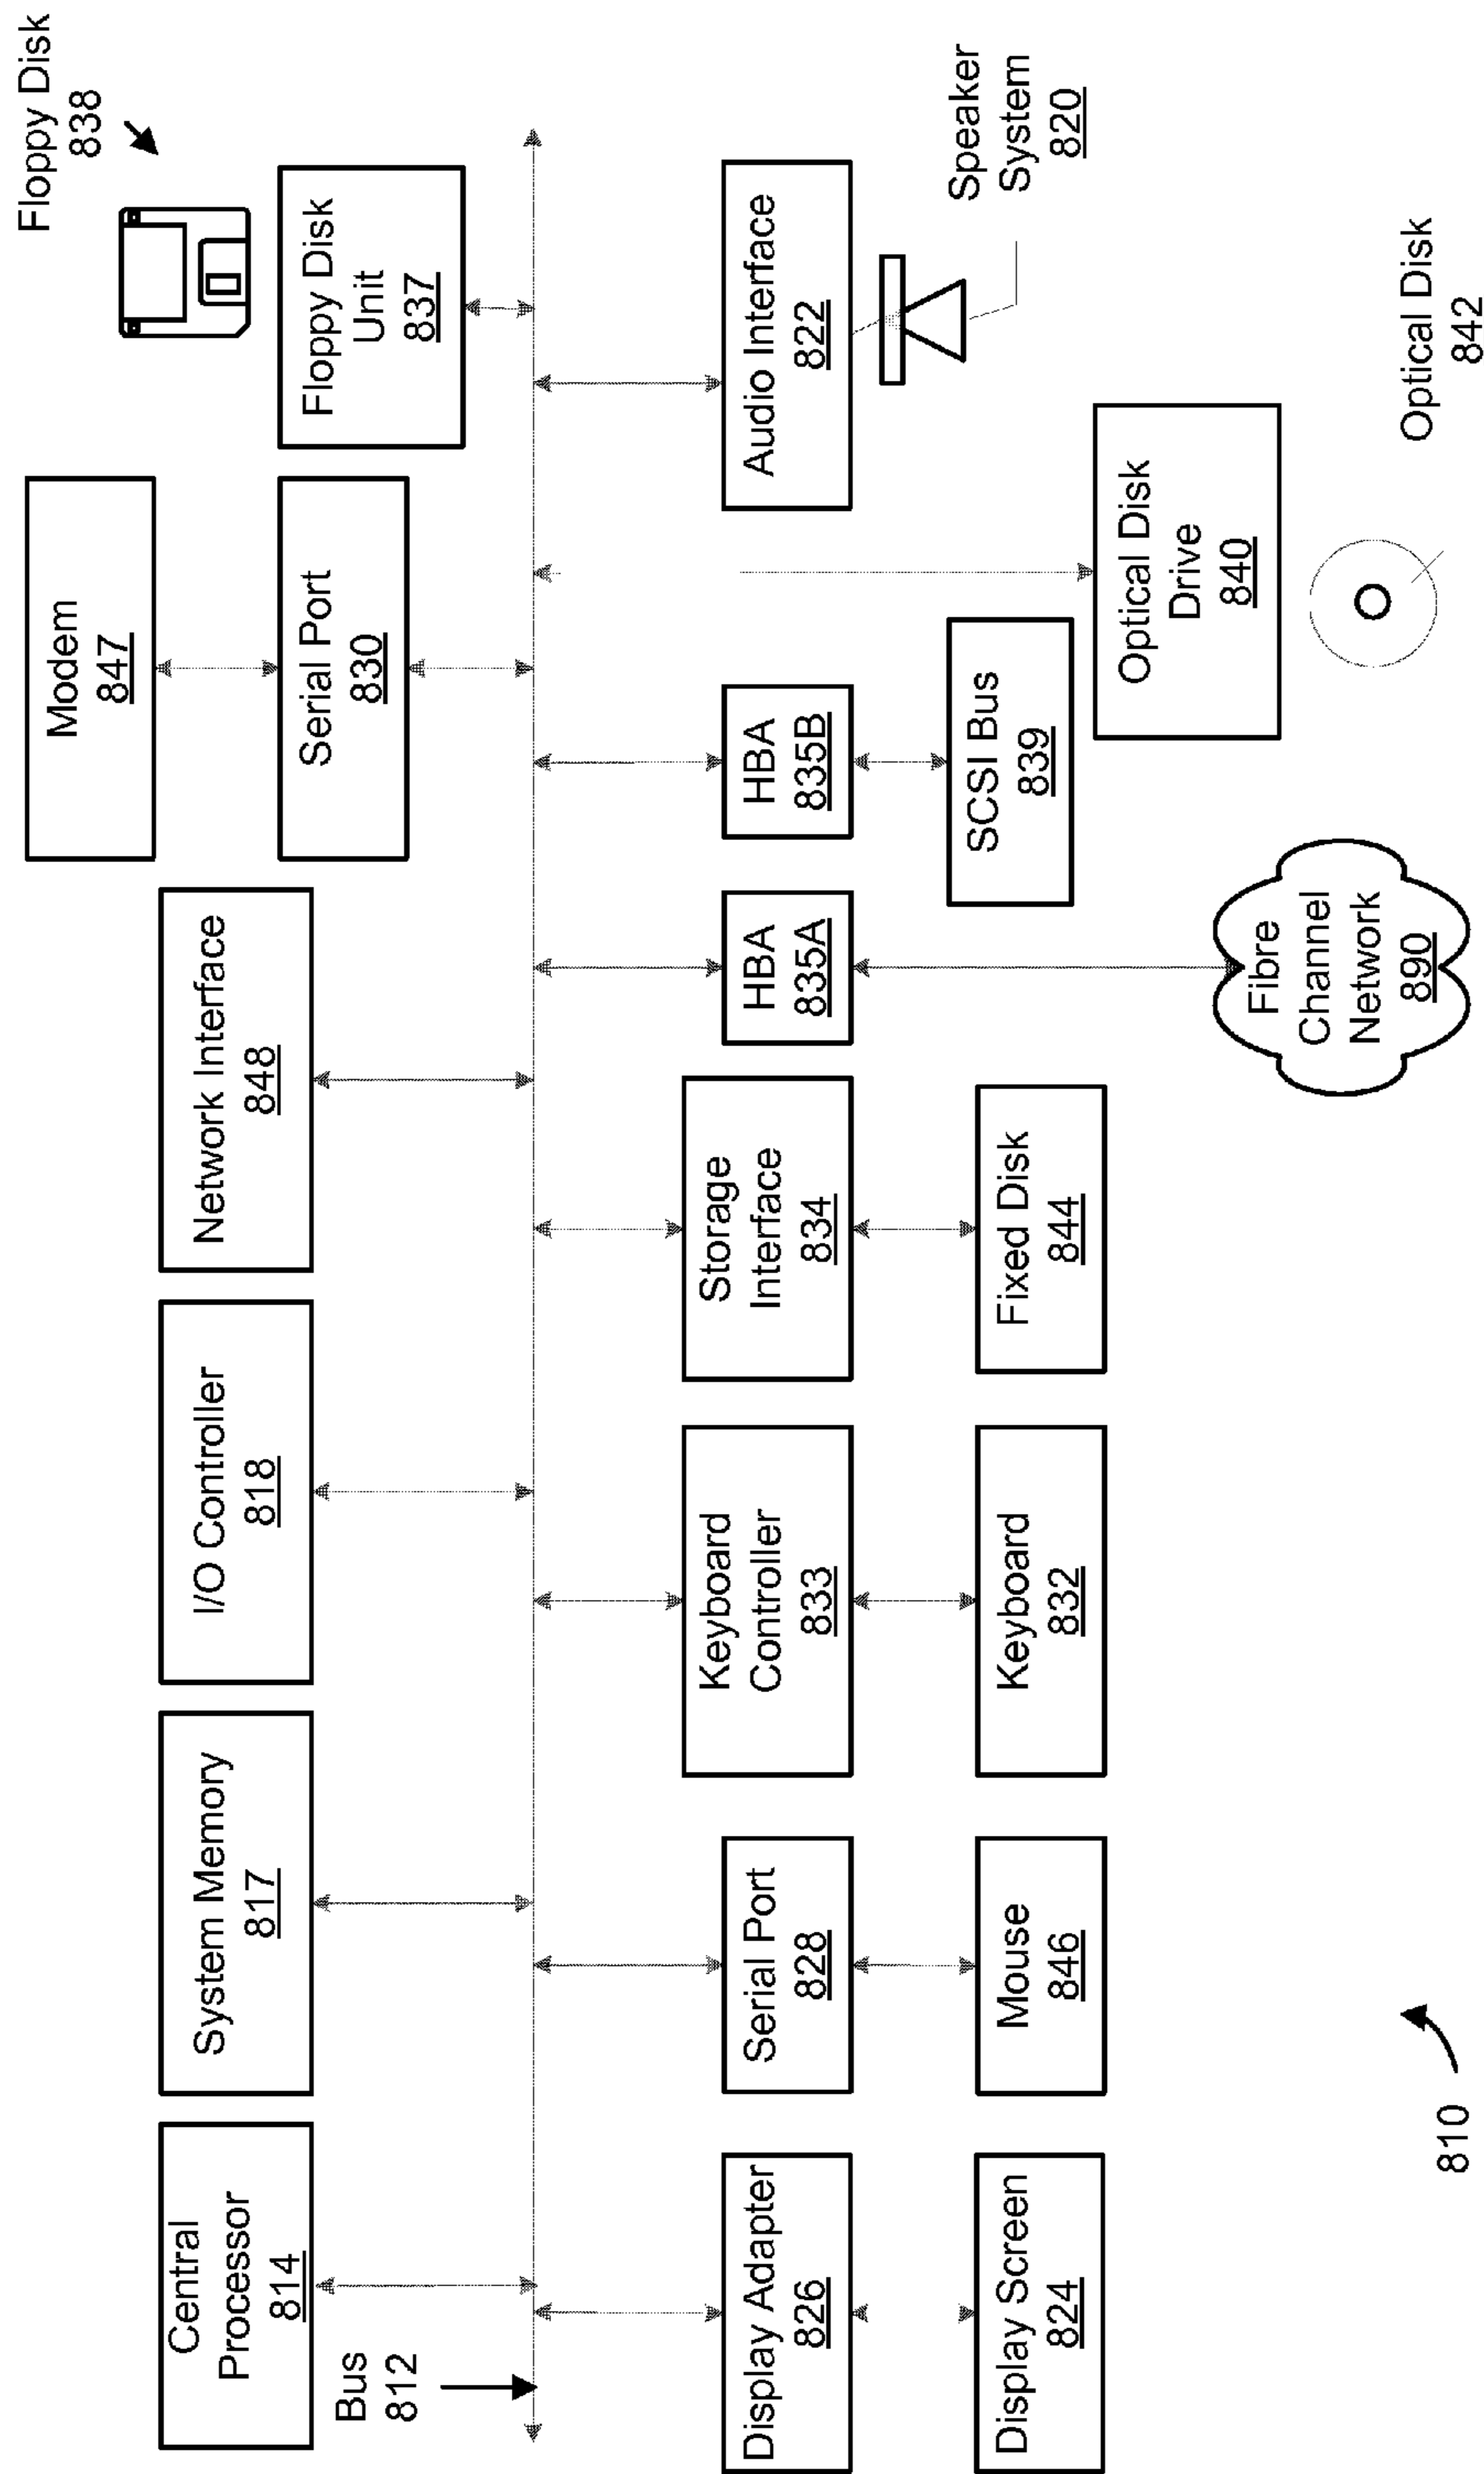 Central
Processor
814
System Memory
817
I/O Controller
818
Network Interface
848
Modem
847
Serial Port
830
Floppy Disk
838
Floppy Disk
Unit
837
Bus
812
Display Adapter
826
Display Screen
824
Serial Port
828
Mouse
846
Keyboard
Controller
833
Keyboard
832
Storage
Interface
834
Fixed Disk
844
HBA
835A
Fibre
Channel
Network
890
HBA
835B
SCSI Bus
839
Optical Disk
Drive
840
Audio Interface
822
Speaker
System
820
Optical Disk
842
810